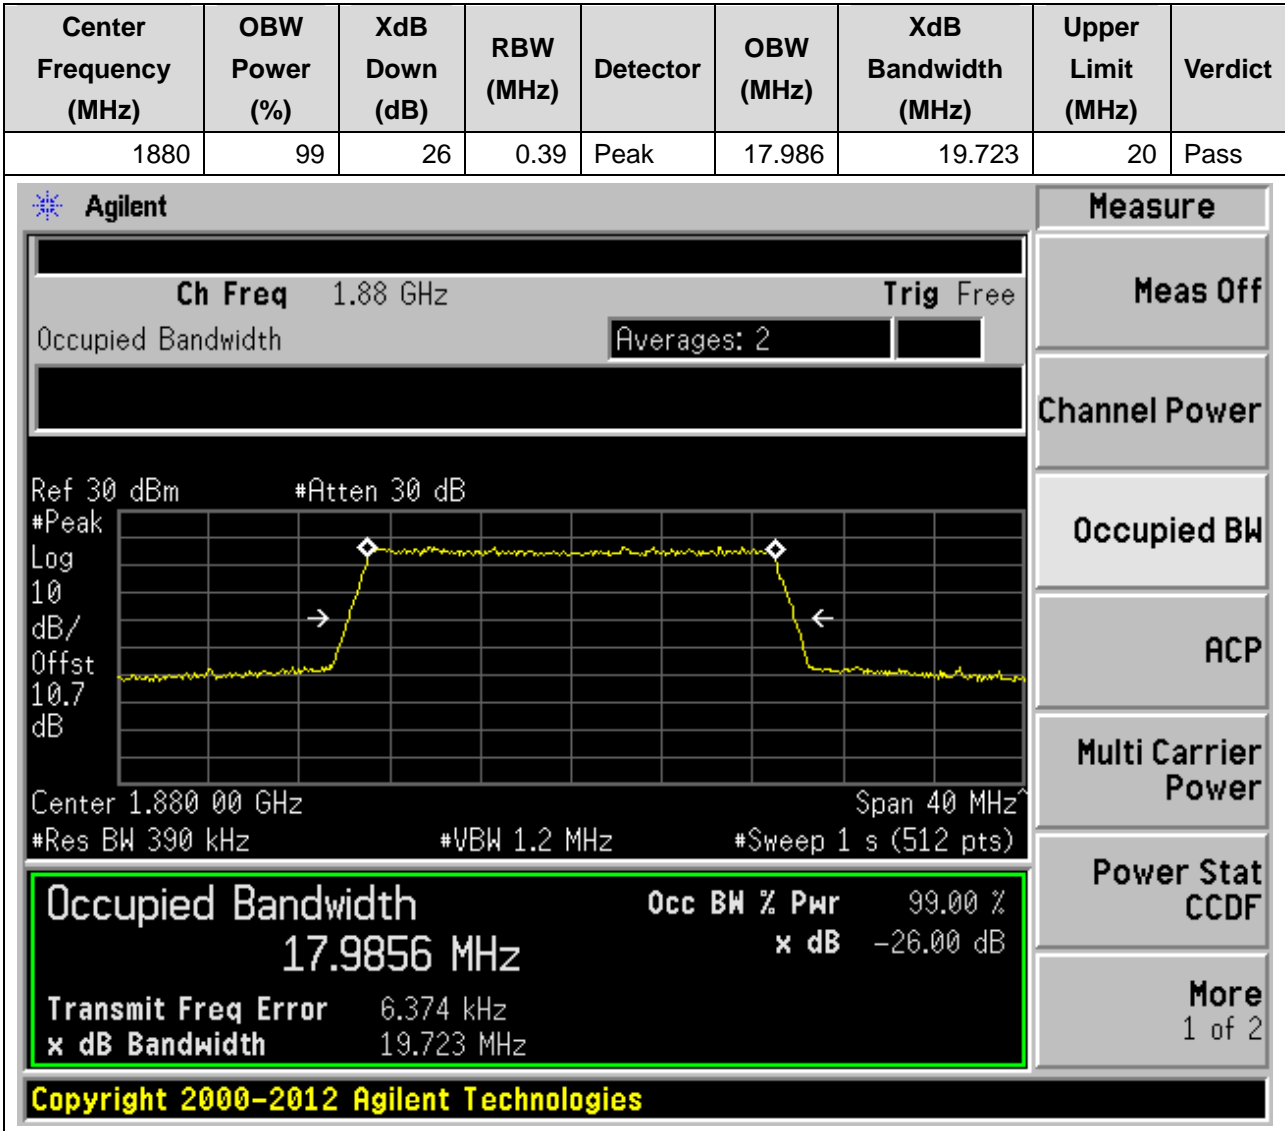 Center Frequency (MHz) OBW Power (%) XdB Down (dB) RBW (MHz) Detector OBW (MHz) XdB Bandwidth (MHz) Upper Limit (MHz) Verdict
1880 99 26 0.39 Peak 17.986 19.723 20 Pass
Agilent
Measure
Ch Freq 1.88 GHz Trig Free
Meas Off
Occupied Bandwidth Averages: 2
Channel Power
Ref 30 dBm #Atten 30 dB
#Peak
Log
10
dB/
Offst
10.7
dB
Occupied BW
ACP
Multi Carrier
Power
Center 1.880 00 GHz Span 40 MHz^
#Res BW 390 kHz #VBW 1.2 MHz #Sweep 1 s (512 pts)
Power Stat
CCDF
Occupied Bandwidth Occ BW % Pwr 99.00 %
17.9856 MHz x dB -26.00 dB
Transmit Freq Error 6.374 kHz
x dB Bandwidth 19.723 MHz
More
1 of 2
Copyright 2000-2012 Agilent Technologies